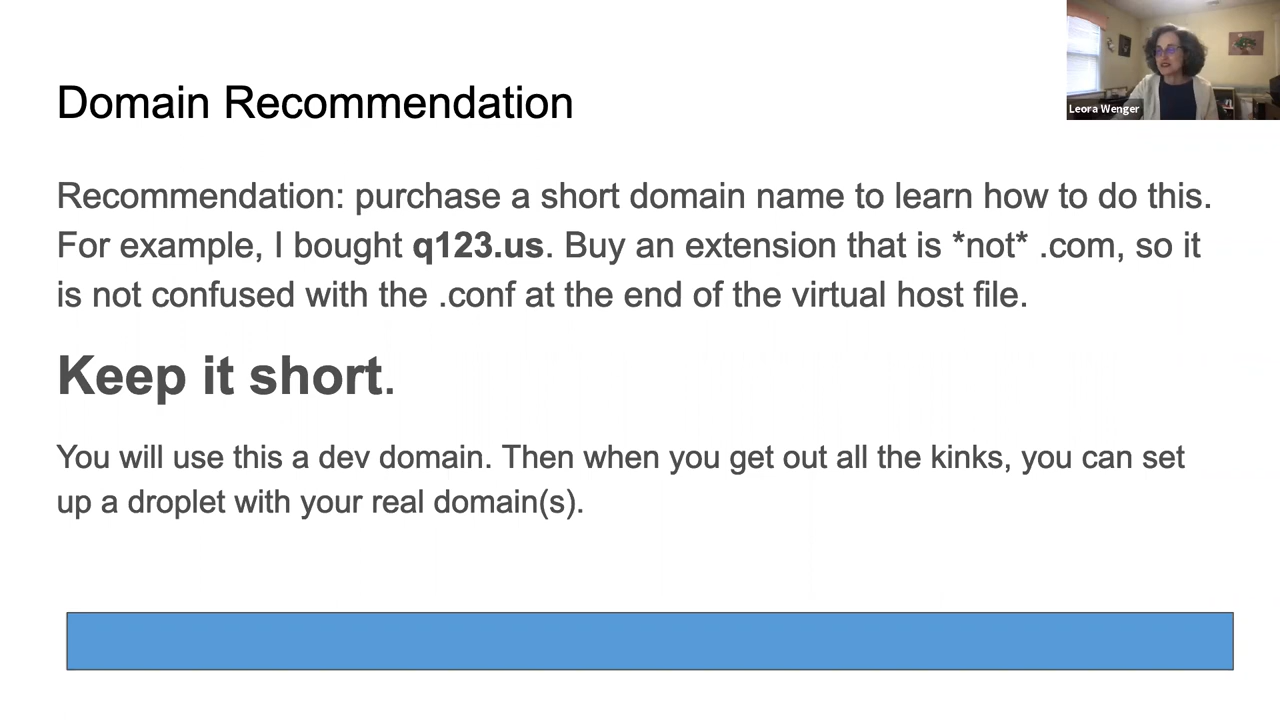 Domain Recommendation
Leora Wenger
Recommendation: purchase a short domain name to learn how to do this.
For example, I bought q123.us. Buy an extension that is *not* .com, so it
is not confused with the .conf at the end of the virtual host file.
Keep it short.
You will use this a dev domain. Then when you get out all the kinks, you can set
up a droplet with your real domain(s).